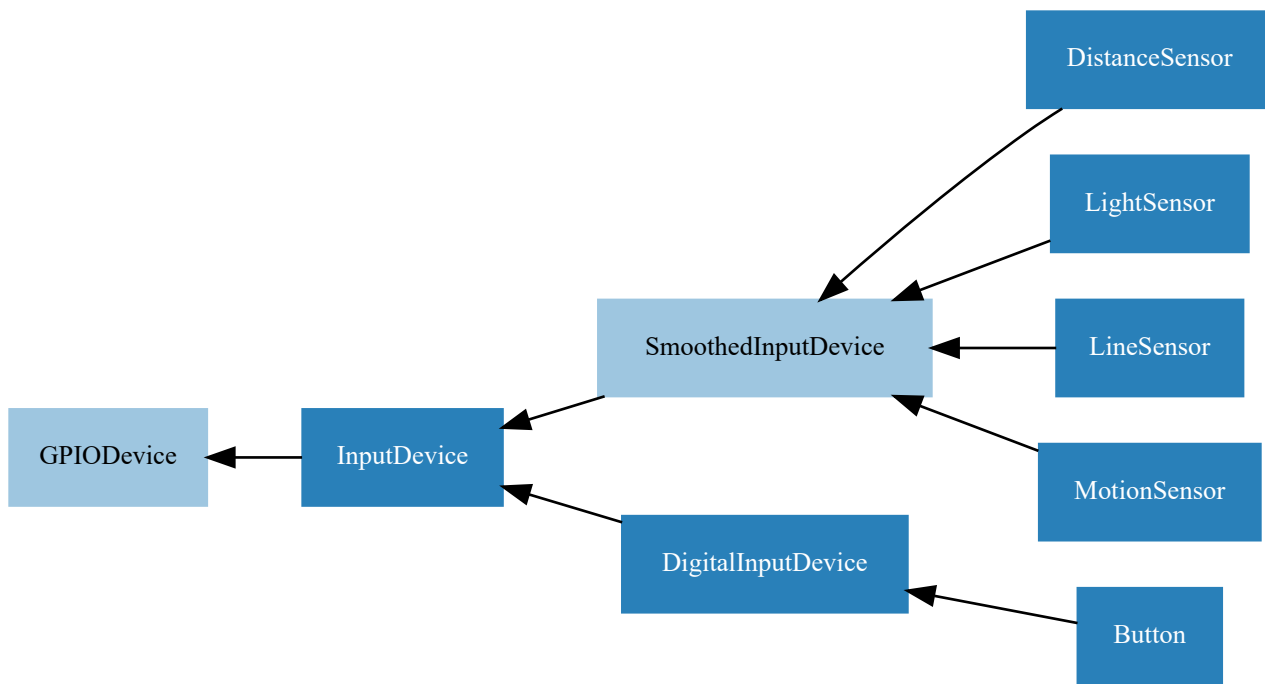 DistanceSensor
LightSensor
SmoothedInputDevice
LineSensor
GPIODevice
InputDevice
MotionSensor
DigitalInputDevice
Button